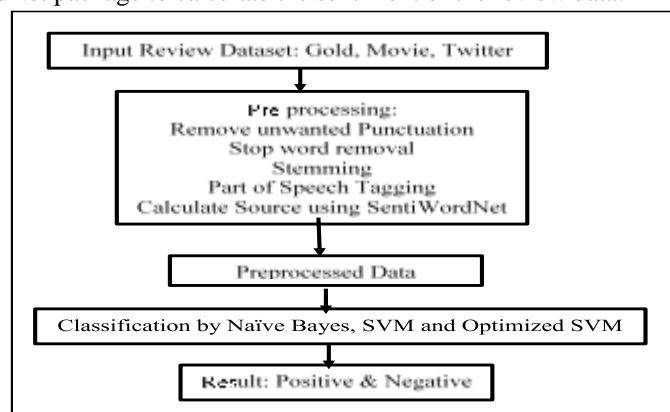 Input Review Dataset: Gold, Movie, Twitter
Pre processing:
Remove unwanted Punctuation
Stop word removal
Stemming
Part of Speech Tagging
Calculate Source using SentiWordNet
Preprocessed Data
Classification by Naïve Bayes, SVM and Optimized SVM
Result: Positive & Negative